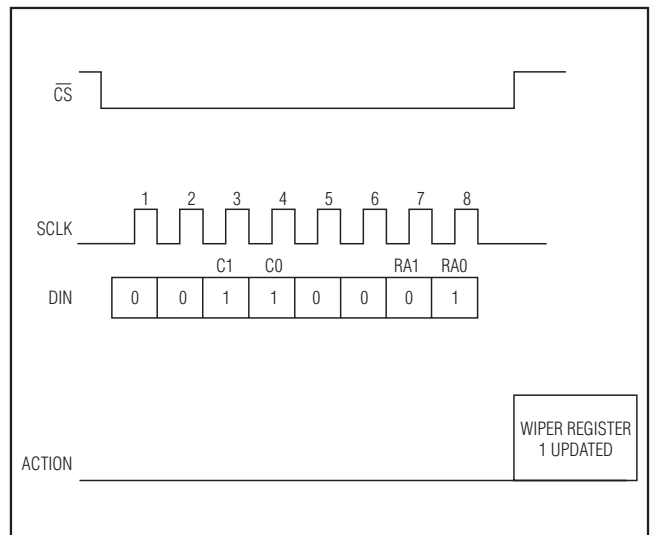 C̅S̅
1 2 3 4 5 6 7 8
SCLK
C1 C0 RA1 RA0
DIN 0 0 1 1 0 0 0 1
WIPER REGISTER
1 UPDATED
ACTION